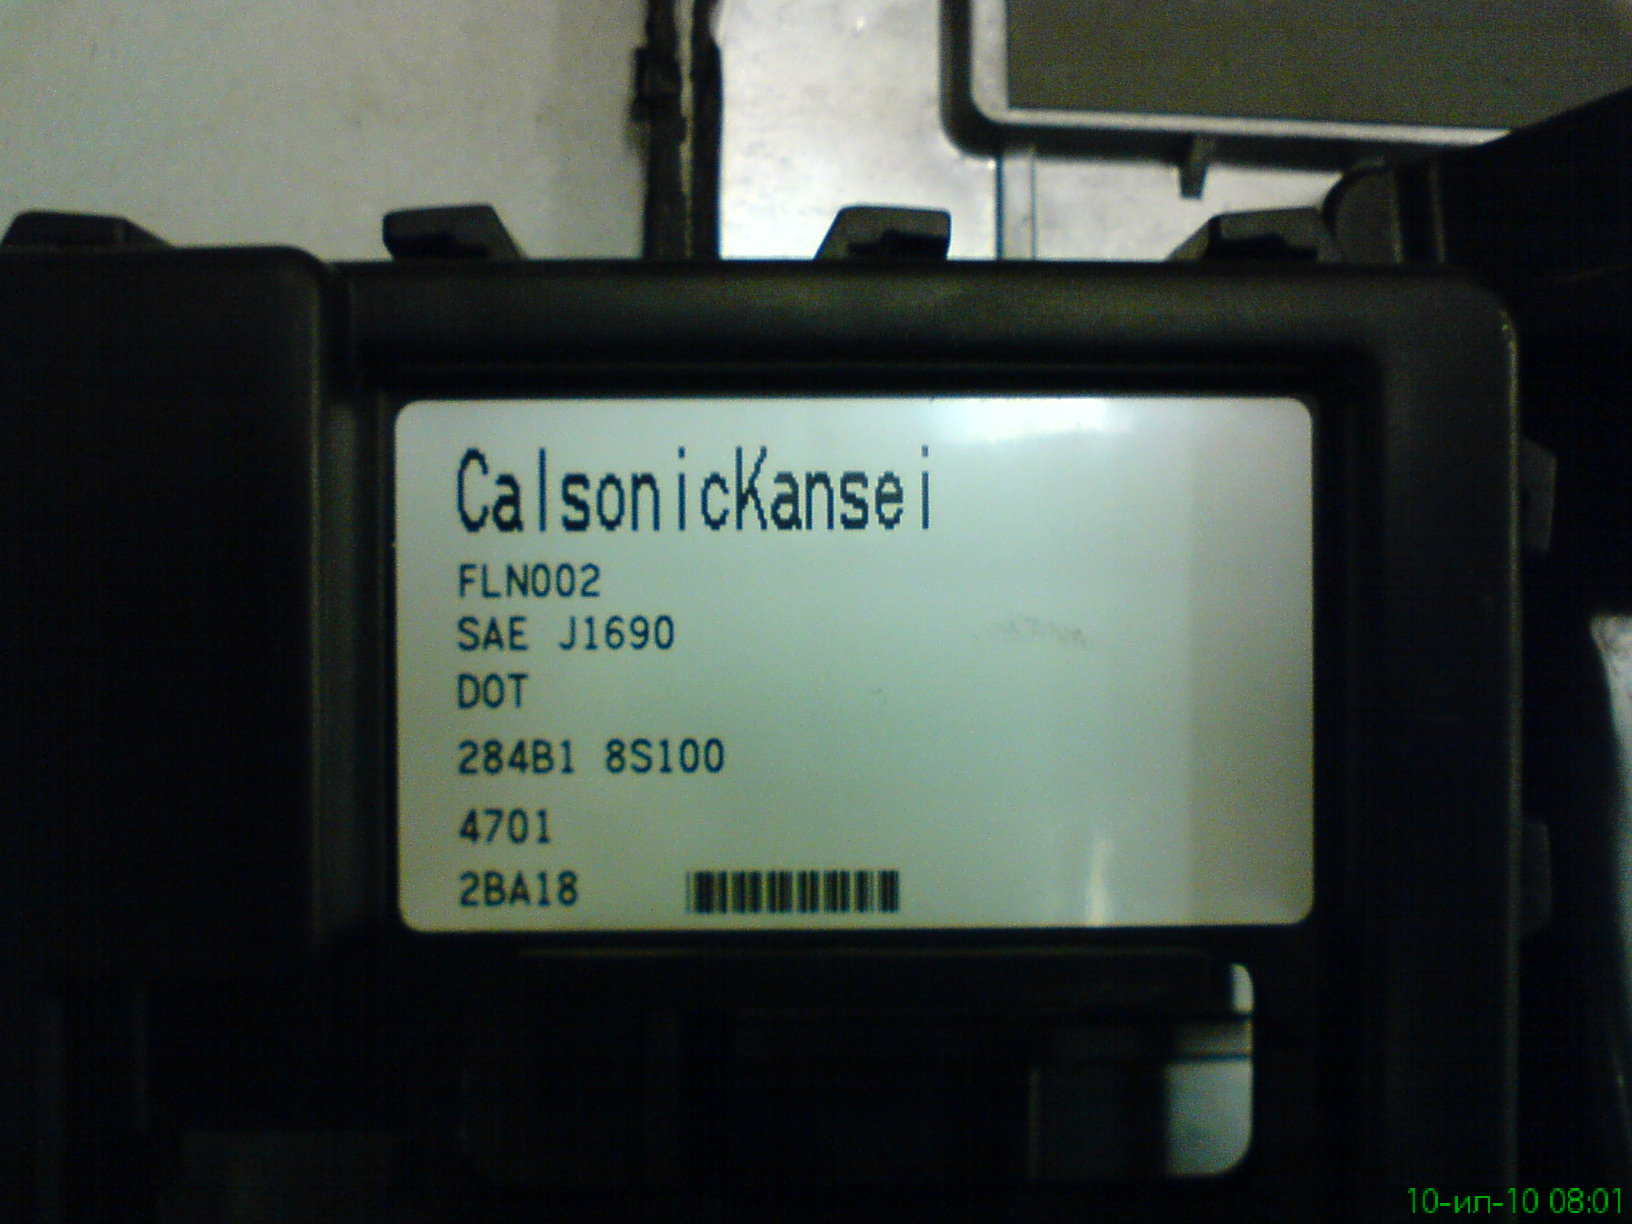 CalsonicKansei
FLN002
SAE J1690
DOT
284B1 8S100
4701
2BA18
10-ил-10 08:01